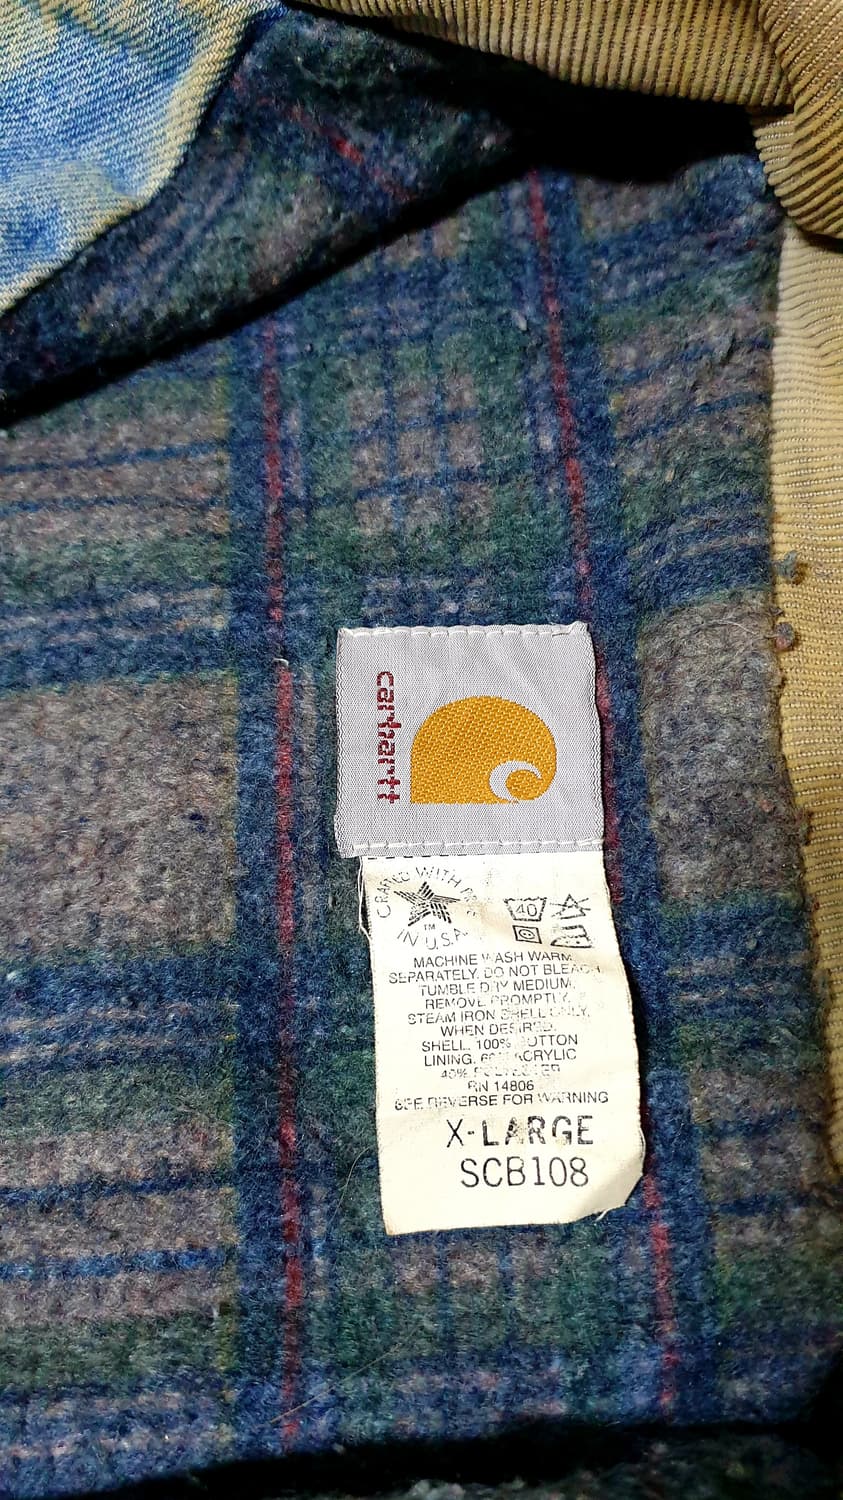 carhartt
CRAFTED WITH
IN U.S.A.
TM
40
MACHINE WASH WARM
SEPARATELY. DO NOT BLEACH.
TUMBLE DRY MEDIUM.
REMOVE PROMPTLY.
STEAM IRON SHELL ONLY,
WHEN DESIRED.
SHELL. 100% COTTON
LINING. ACRYLIC
40% POLYESTER
RN 14806
SEE REVERSE FOR WARNING
X-LARGE
SCB108